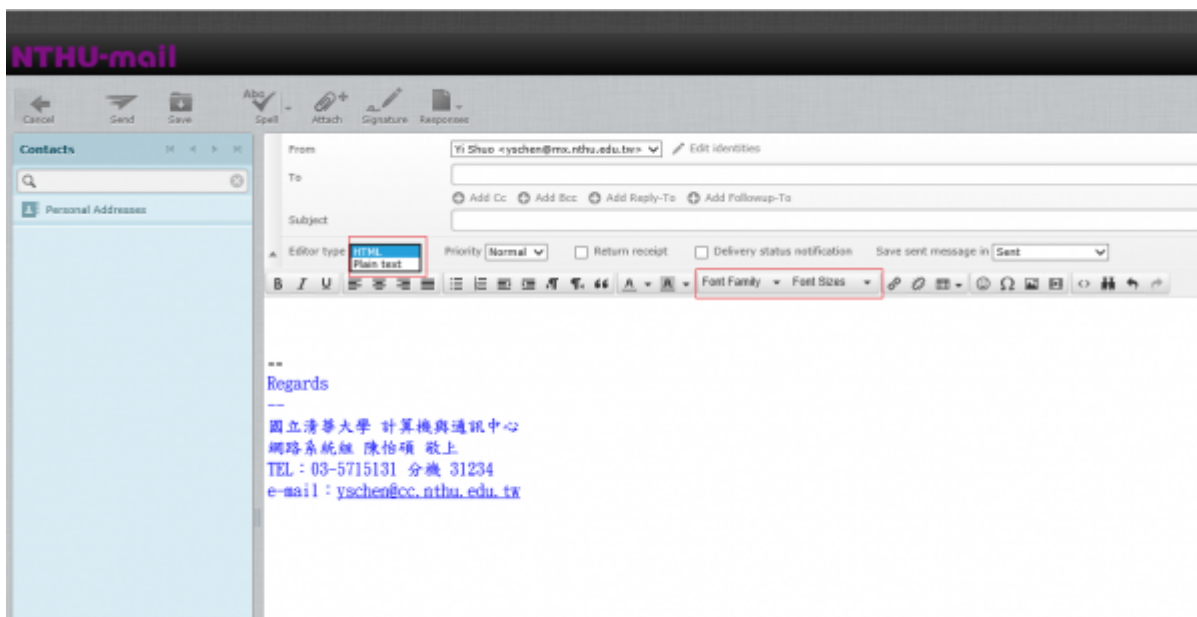 NTHU-mail
Cancel Send Save Spell Attach Signature Responses
Contacts
Personal Addresses
From Yi Shuo <yschen@mx.nthu.edu.tw> Edit identities
To
Add Cc Add Bcc Add Reply-To Add Followup-To
Subject
Editor type HTML Priority Normal Return receipt Delivery status notification Save sent message in Sent
Plain text
B I U Font Family Font Sizes
--
Regards
--
國立清華大學 計算機與通訊中心
網路系統組 陳怡碩 敬上
TEL：03-5715131 分機 31234
e-mail：yschen@cc.nthu.edu.tw